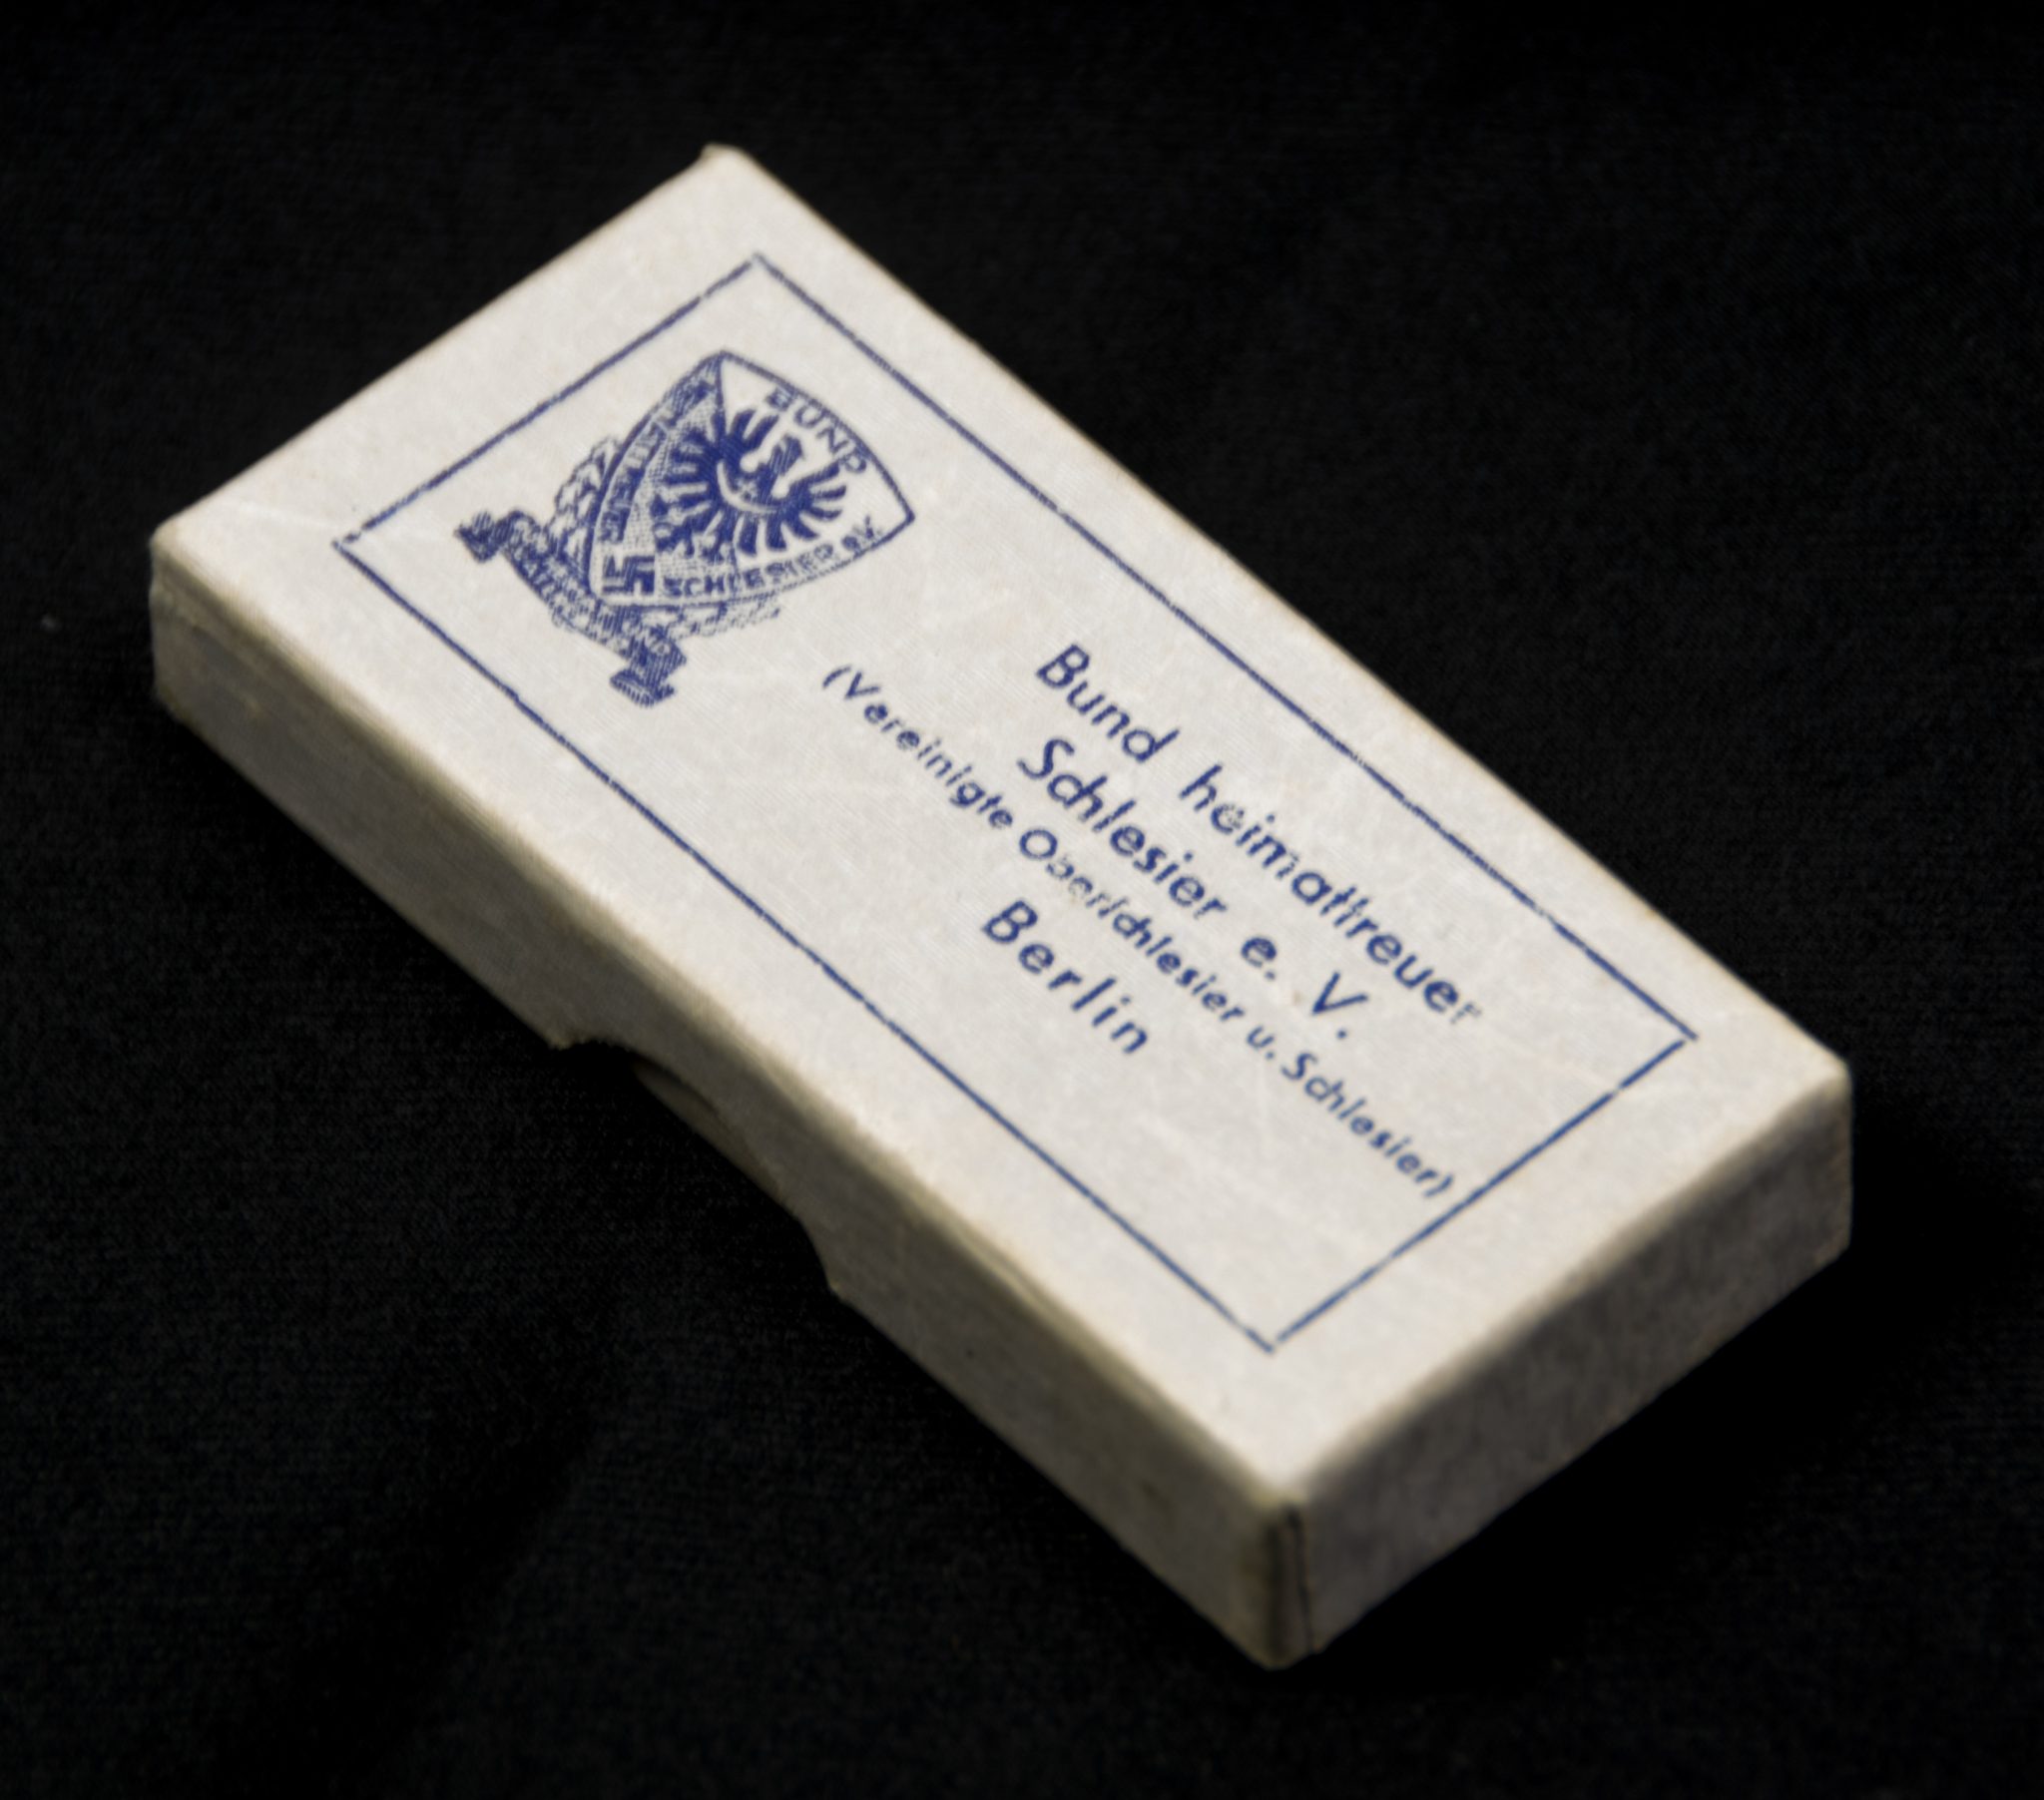 BUND
SCHLESIER e.V.
Bund heimattreuer
Schlesier e. V.
(Vereinigte Oberschlesier u. Schlesier)
Berlin